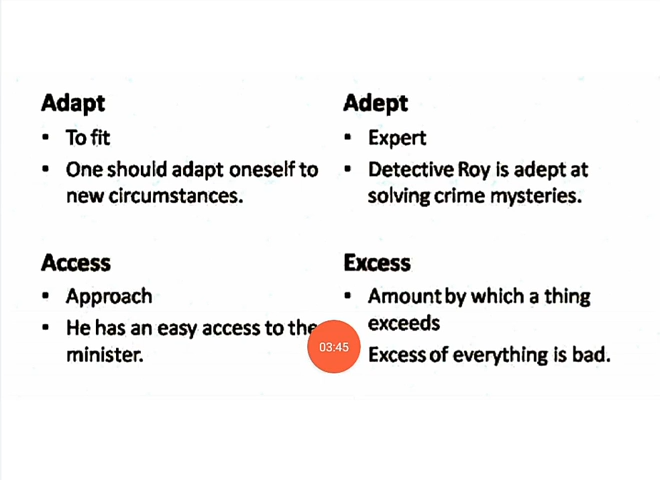 Adapt
▪ To fit
▪ One should adapt oneself to
new circumstances.
Adept
▪ Expert
▪ Detective Roy is adept at
solving crime mysteries.
Access
▪ Approach
▪ He has an easy access to the
minister.
Excess
▪ Amount by which a thing
exceeds
Excess of everything is bad.
03:45